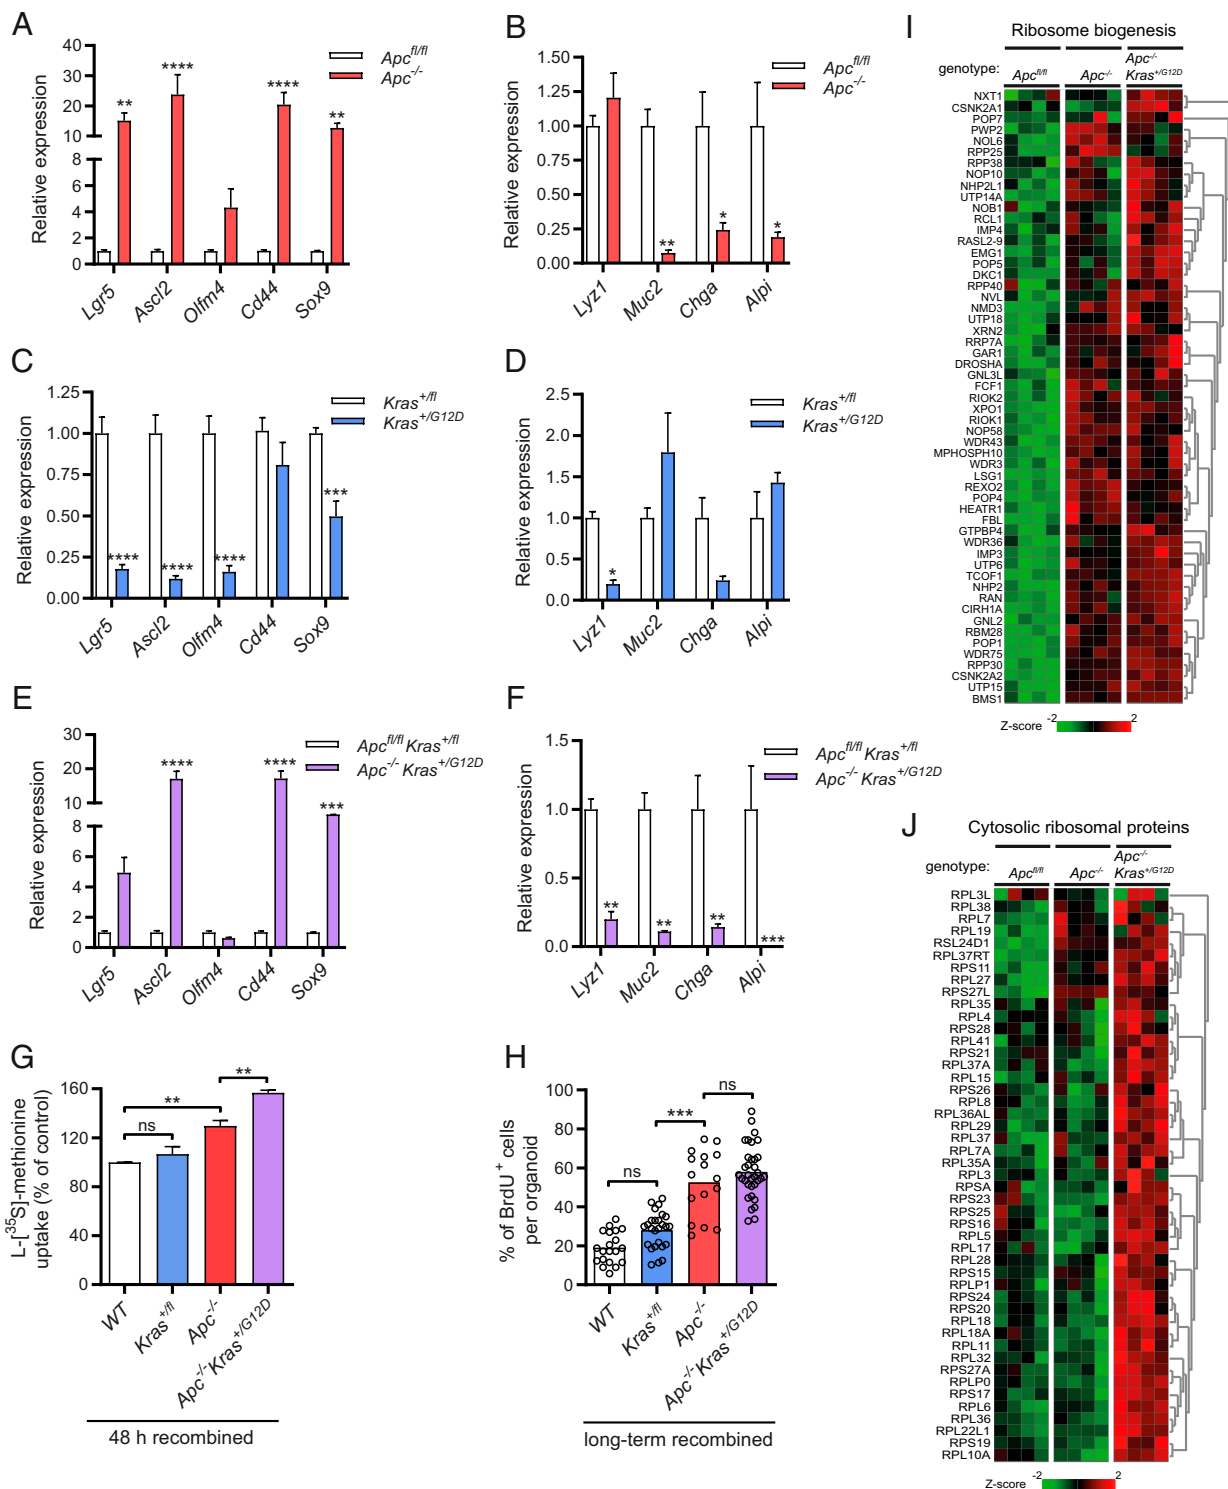 A
Relative expression
40
30
20
10
8
6
4
2
0
Apc fl/fl
Apc -/-
**
****
****
**
Lgr5
Ascl2
Olfm4
Cd44
Sox9
B
Relative expression
1.50
1.25
1.00
0.75
0.50
0.25
0.00
Apc fl/fl
Apc -/-
**
*
*
Lyz1
Muc2
Chga
Alpi
C
Relative expression
1.25
1.00
0.75
0.50
0.25
0.00
Kras +/fl
Kras +/G12D
****
****
****
***
Lgr5
Ascl2
Olfm4
Cd44
Sox9
D
Relative expression
2.5
2.0
1.5
1.0
0.5
0.0
Kras +/fl
Kras +/G12D
*
Lyz1
Muc2
Chga
Alpi
E
Relative expression
30
20
10
8
6
4
2
0
Apc fl/fl Kras +/fl
Apc -/- Kras +/G12D
****
****
***
Lgr5
Ascl2
Olfm4
Cd44
Sox9
F
Relative expression
1.5
1.0
0.5
0.0
Apc fl/fl Kras +/fl
Apc -/- Kras +/G12D
**
**
**
***
Lyz1
Muc2
Chga
Alpi
G
L-[35S]-methionine
uptake (% of control)
160
120
80
40
0
ns
**
**
WT
Kras +/fl
Apc -/-
Apc -/- Kras +/G12D
48 h recombined
H
% of BrdU + cells
per organoid
100
80
60
40
20
0
ns
***
ns
WT
Kras +/fl
Apc -/-
Apc -/- Kras +/G12D
long-term recombined
I
Ribosome biogenesis
genotype:
Apc fl/fl
Apc -/-
Apc -/-
Kras +/G12D
NXT1
CSNK2A1
POP7
PWP2
NOL6
RPP25
RPP38
NOP10
NHP2L1
UTP14A
NOB1
RCL1
IMP4
RASL2-9
EMG1
POP5
DKC1
RPP40
NVL
NMD3
UTP18
XRN2
RRP7A
GAR1
DROSHA
GNL3L
FCF1
RIOK2
XPO1
RIOK1
NOP58
WDR43
MPHOSPH10
WDR3
LSG1
REXO2
POP4
HEATR1
FBL
GTPBP4
WDR36
IMP3
UTP6
TCOF1
NHP2
RAN
CIRH1A
GNL2
RBM28
POP1
WDR75
RPP30
CSNK2A2
UTP15
BMS1
Z-score -2 2
J
Cytosolic ribosomal proteins
genotype:
Apc fl/fl
Apc -/-
Apc -/-
Kras +/G12D
RPL3L
RPL38
RPL7
RPL19
RSL24D1
RPL37RT
RPS11
RPL27
RPS27L
RPL35
RPL4
RPS28
RPL41
RPS21
RPL37A
RPL15
RPS26
RPL8
RPL36AL
RPL29
RPL37
RPL7A
RPL35A
RPL3
RPSA
RPS23
RPS25
RPS16
RPL5
RPL17
RPL28
RPS15
RPLP1
RPS24
RPS20
RPL18
RPL18A
RPL11
RPL32
RPS27A
RPLP0
RPS17
RPL6
RPL36
RPL22L1
RPS19
RPL10A
Z-score -2 2